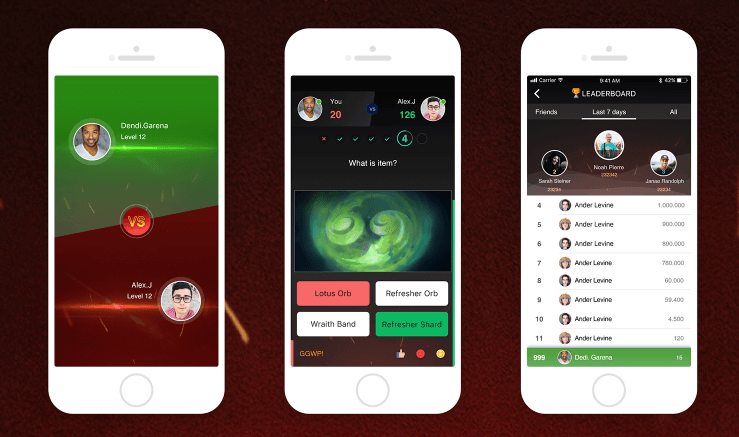 Dendi.Garena
Level 12
VS
Alex.J
Level 12
You
20
VS
Alex.J
126
4
What is item?
Lotus Orb
Refresher Orb
Wraith Band
Refresher Shard
GGWP!
Carrier
9:41 AM
42%
LEADERBOARD
Friends
Last 7 days
All
Noah Pierre
232342
2
Sarah Steiner
23234
3
Janae Randolph
23234
4 Ander Levine 1.000.000
5 Ander Levine 900.000
6 Ander Levine 890.000
7 Ander Levine 780.000
8 Ander Levine 60.000
9 Ander Levine 59.400
10 Ander Levine 4.500
11 Ander Levine 120
999 Dedi. Garena 15